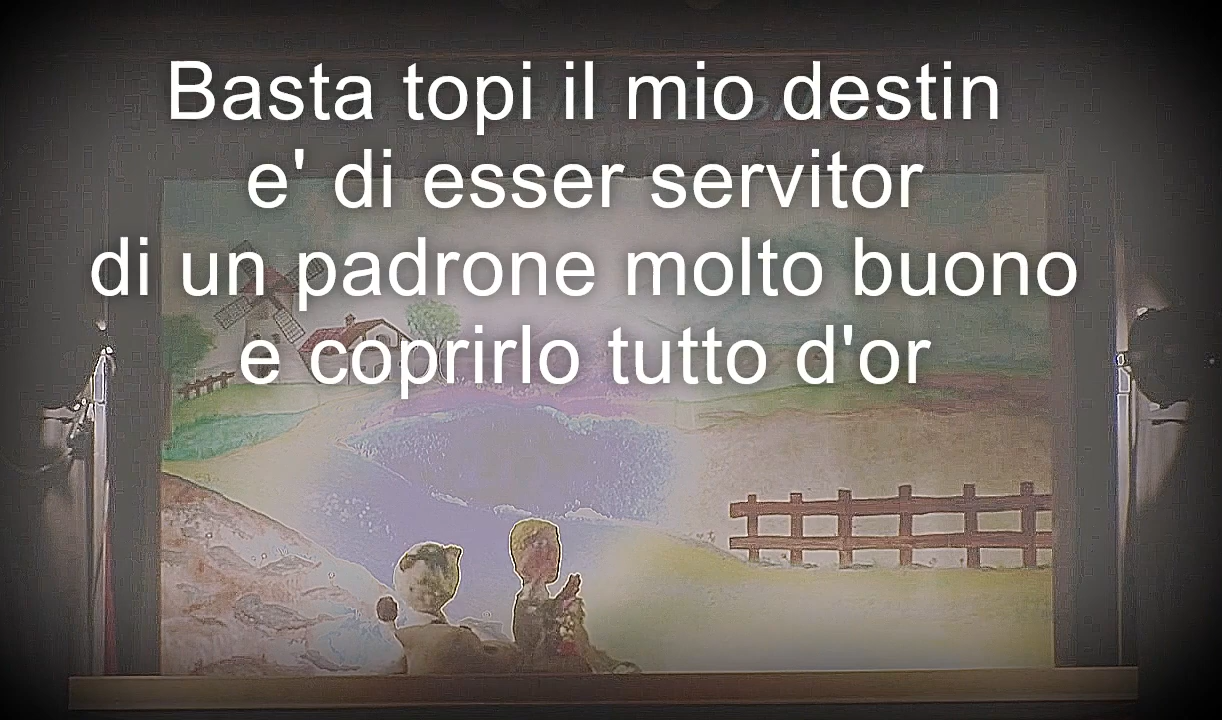 Basta topi il mio destin
e' di esser servitor
di un padrone molto buono
e coprirlo tutto d'or